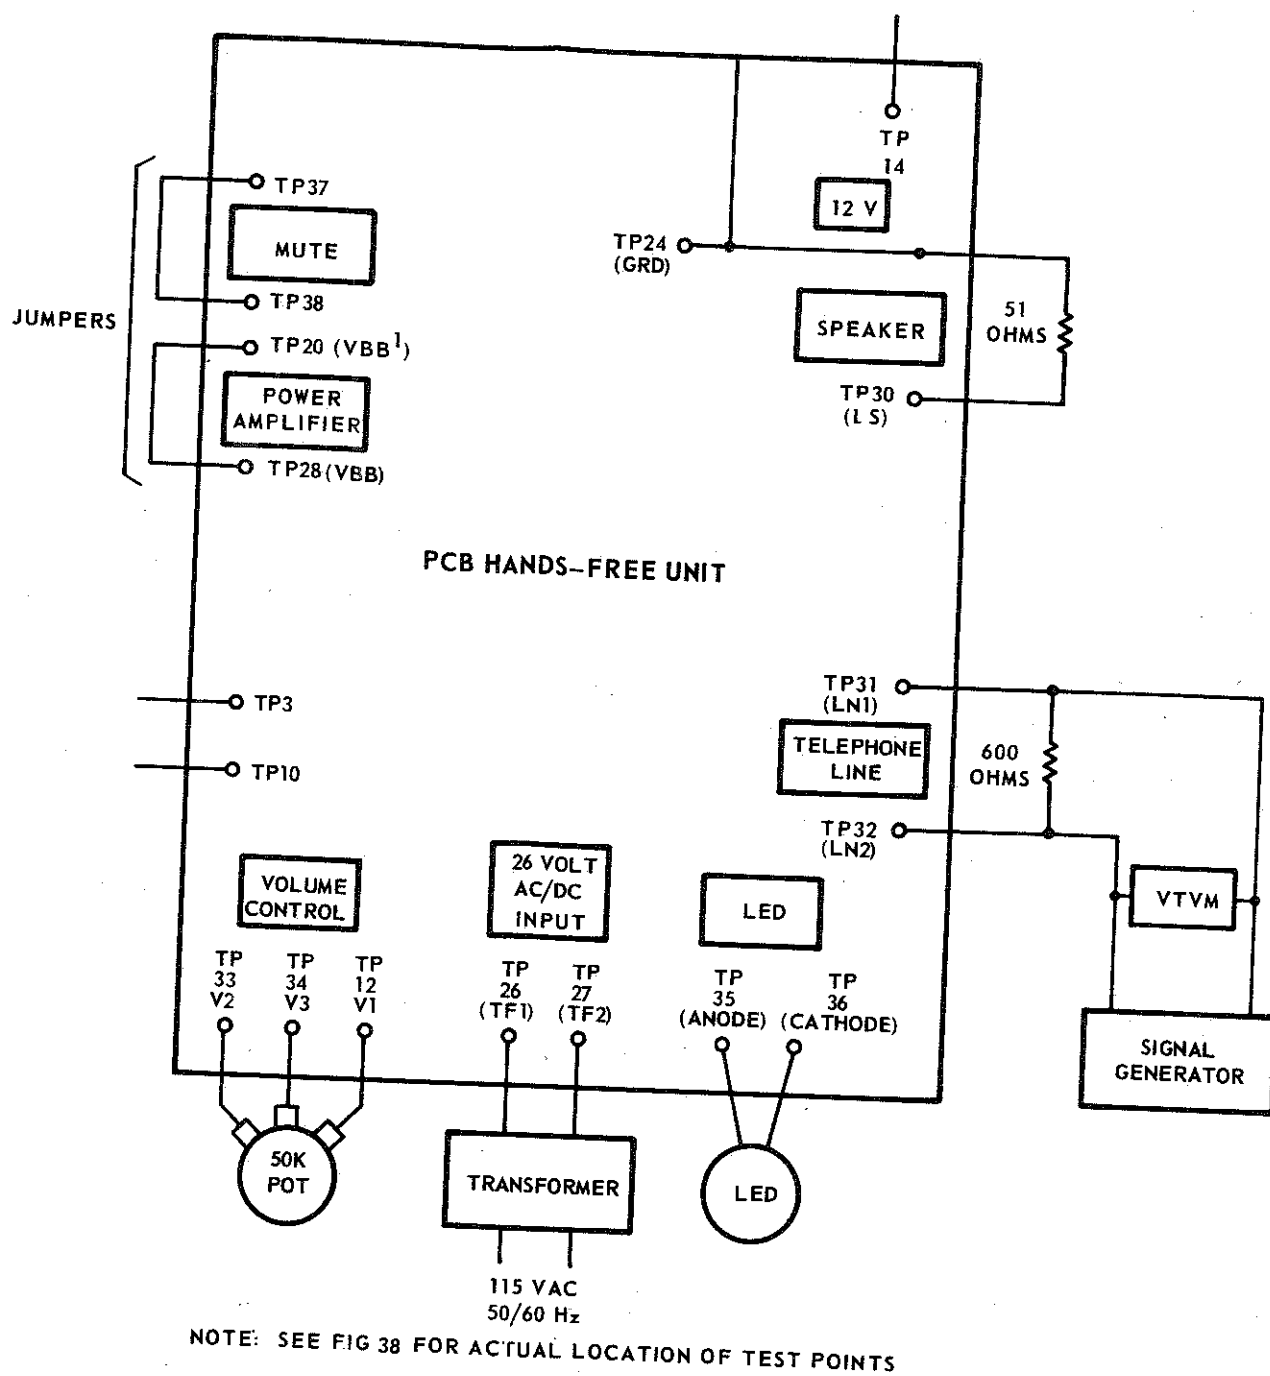 TP
14
12 V
TP37
MUTE
TP38
JUMPERS
TP20 (VBB¹)
POWER
AMPLIFIER
TP28 (VBB)
TP24
(GRD)
SPEAKER
51
OHMS
TP30
(LS)
PCB HANDS-FREE UNIT
TP3
TP10
TP31
(LN1)
TELEPHONE
LINE
600
OHMS
TP32
(LN2)
VTVM
SIGNAL
GENERATOR
VOLUME
CONTROL
26 VOLT
AC/DC
INPUT
LED
TP
33
V2
TP
34
V3
TP
12
V1
TP
26
(TF1)
TP
27
(TF2)
TP
35
(ANODE)
TP
36
(CATHODE)
50K
POT
TRANSFORMER
LED
115 VAC
50/60 Hz
NOTE: SEE FIG 38 FOR ACTUAL LOCATION OF TEST POINTS